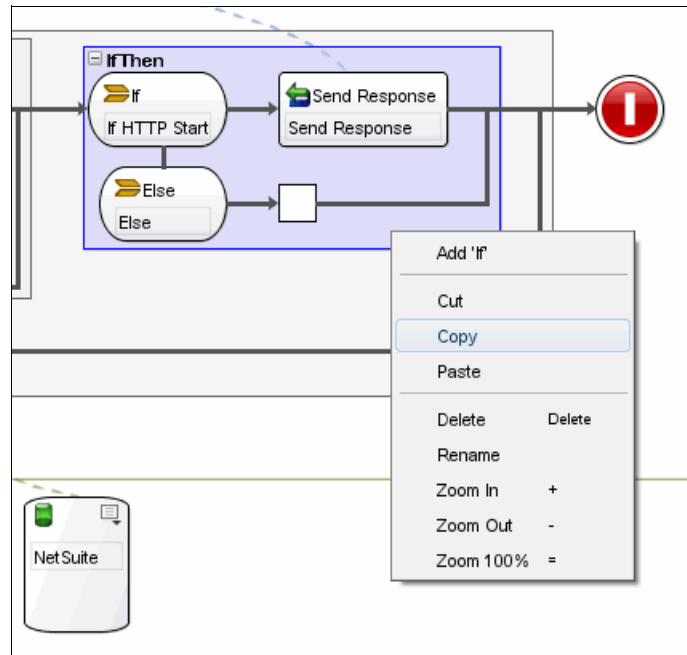 IfThen
If
If HTTP Start
Send Response
Send Response
Else
Else
Add 'If'
Cut
Copy
Paste
Delete Delete
Rename
Zoom In +
Zoom Out -
Zoom 100% =
NetSuite